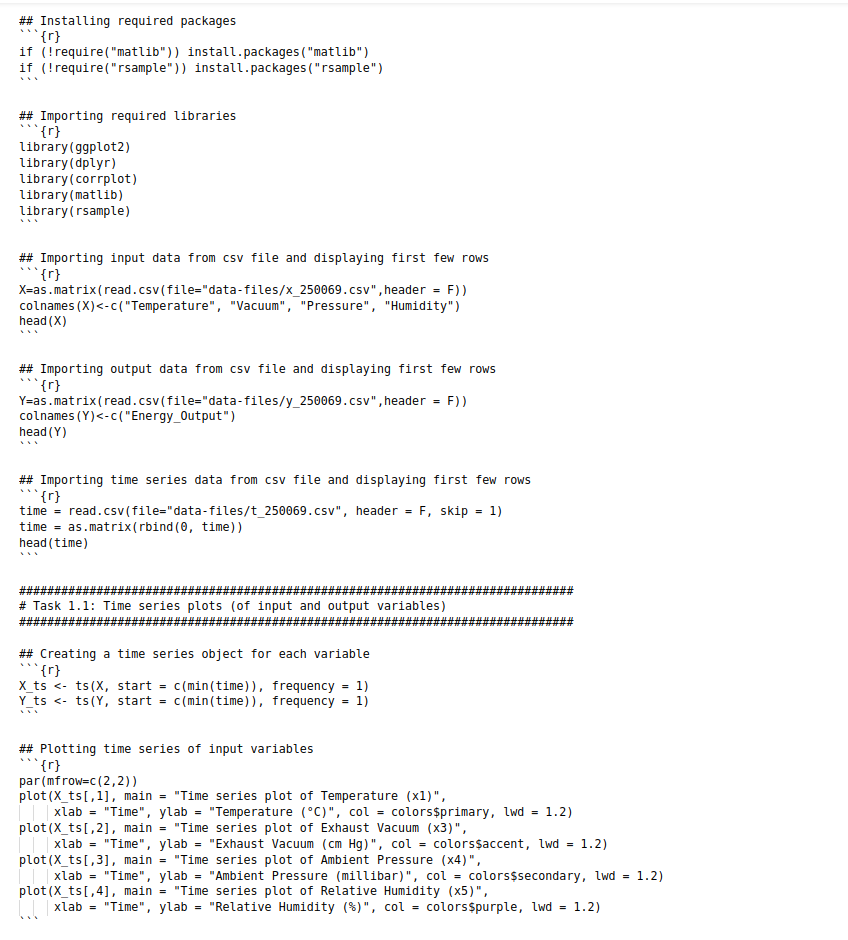 ## Installing required packages
```{r}
if (!require("matlib")) install.packages("matlib")
if (!require("rsample")) install.packages("rsample")
```
## Importing required libraries
```{r}
library(ggplot2)
library(dplyr)
library(corrplot)
library(matlib)
library(rsample)
```
## Importing input data from csv file and displaying first few rows
```{r}
X=as.matrix(read.csv(file="data-files/x_250069.csv",header = F))
colnames(X)<-c("Temperature", "Vacuum", "Pressure", "Humidity")
head(X)
```
## Importing output data from csv file and displaying first few rows
```{r}
Y=as.matrix(read.csv(file="data-files/y_250069.csv",header = F))
colnames(Y)<-c("Energy_Output")
head(Y)
```
## Importing time series data from csv file and displaying first few rows
```{r}
time = read.csv(file="data-files/t_250069.csv", header = F, skip = 1)
time = as.matrix(rbind(0, time))
head(time)
```
###############################################################################
# Task 1.1: Time series plots (of input and output variables)
###############################################################################
## Creating a time series object for each variable
```{r}
X_ts <- ts(X, start = c(min(time)), frequency = 1)
Y_ts <- ts(Y, start = c(min(time)), frequency = 1)
```
## Plotting time series of input variables
```{r}
par(mfrow=c(2,2))
plot(X_ts[,1], main = "Time series plot of Temperature (x1)",
xlab = "Time", ylab = "Temperature (°C)", col = colors$primary, lwd = 1.2)
plot(X_ts[,2], main = "Time series plot of Exhaust Vacuum (x3)",
xlab = "Time", ylab = "Exhaust Vacuum (cm Hg)", col = colors$accent, lwd = 1.2)
plot(X_ts[,3], main = "Time series plot of Ambient Pressure (x4)",
xlab = "Time", ylab = "Ambient Pressure (millibar)", col = colors$secondary, lwd = 1.2)
plot(X_ts[,4], main = "Time series plot of Relative Humidity (x5)",
xlab = "Time", ylab = "Relative Humidity (%)", col = colors$purple, lwd = 1.2)
```